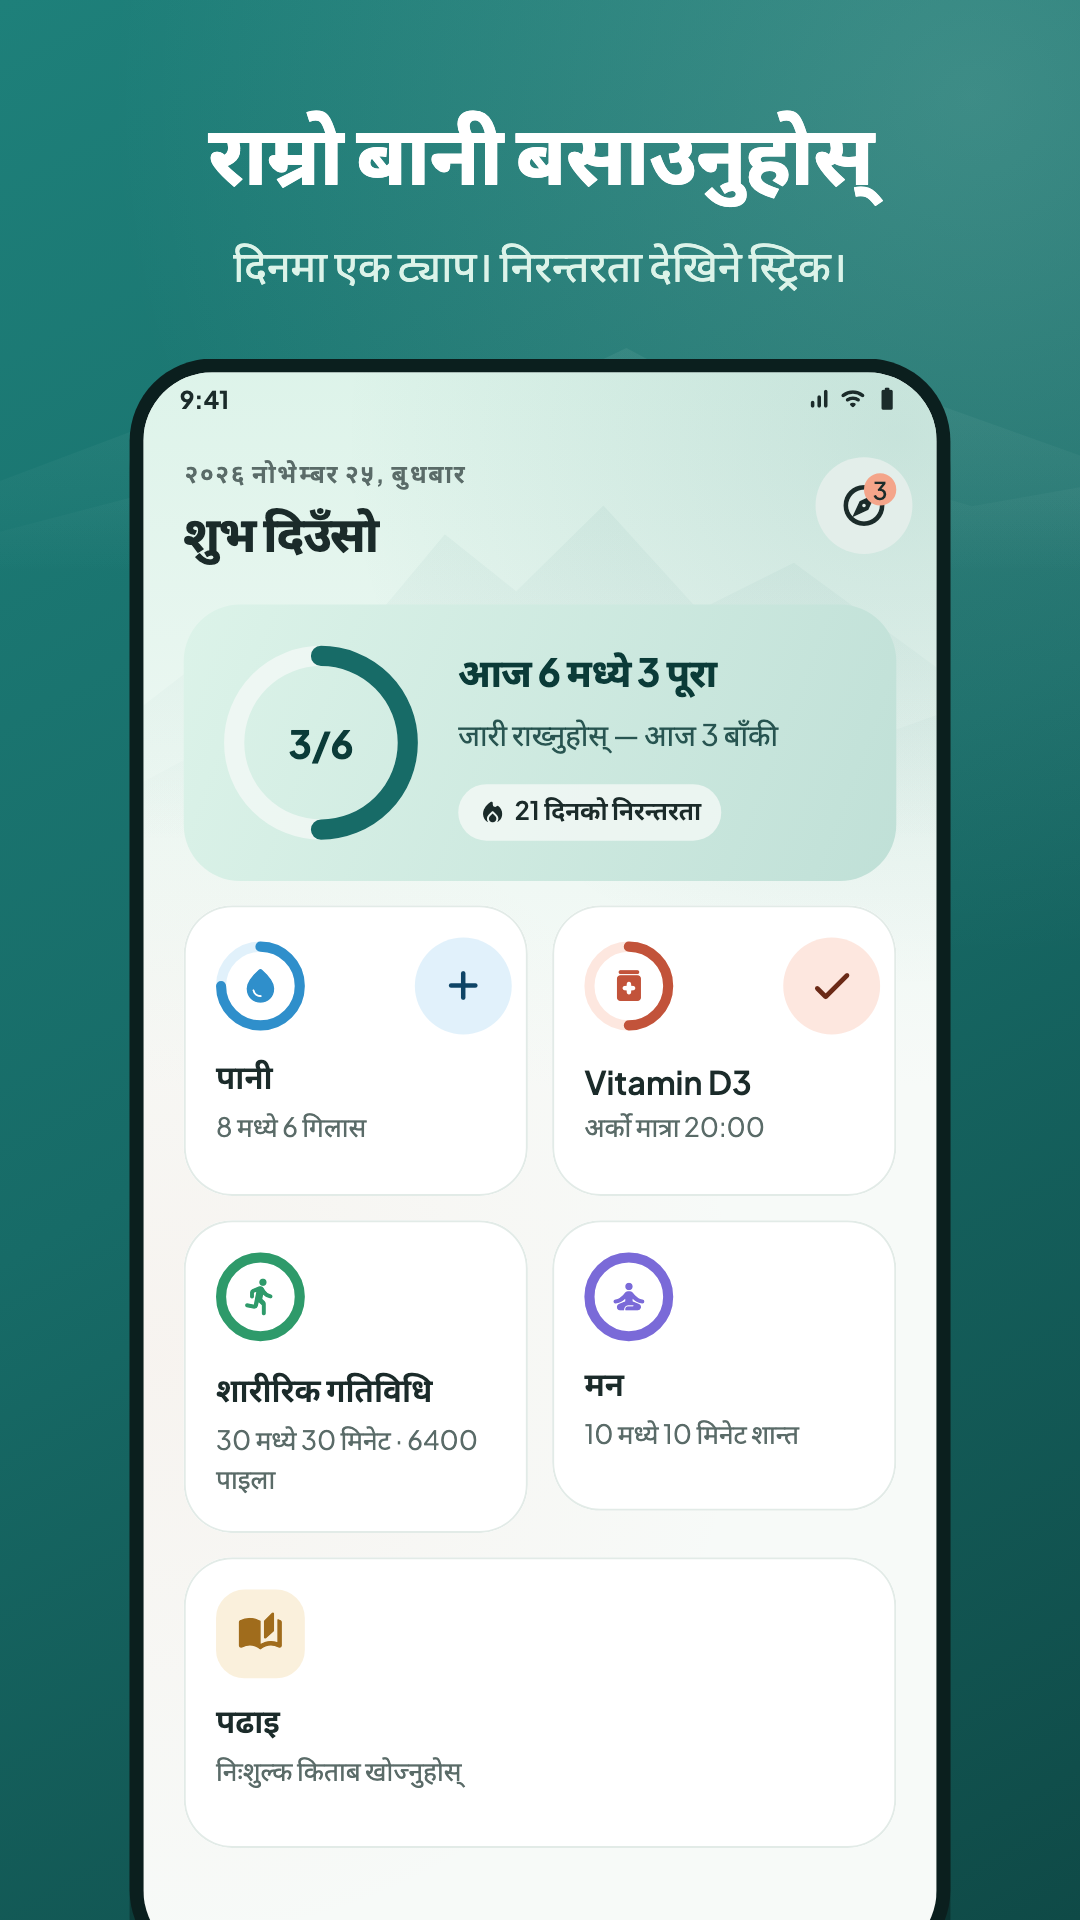 राम्रो बानी बसाउनुहोस्
दिनमा एक ट्याप। निरन्तरता देखिने स्ट्रिक।
9:41
२०२६ नोभेम्बर २५, बुधबार
शुभ दिउँसो
3
आज 6 मध्ये 3 पूरा
जारी राख्नुहोस् — आज 3 बाँकी
3/6
21 दिनको निरन्तरता
पानी
8 मध्ये 6 गिलास
Vitamin D3
अर्को मात्रा 20:00
शारीरिक गतिविधि
30 मध्ये 30 मिनेट · 6400
पाइला
मन
10 मध्ये 10 मिनेट शान्त
पढाइ
निःशुल्क किताब खोज्नुहोस्